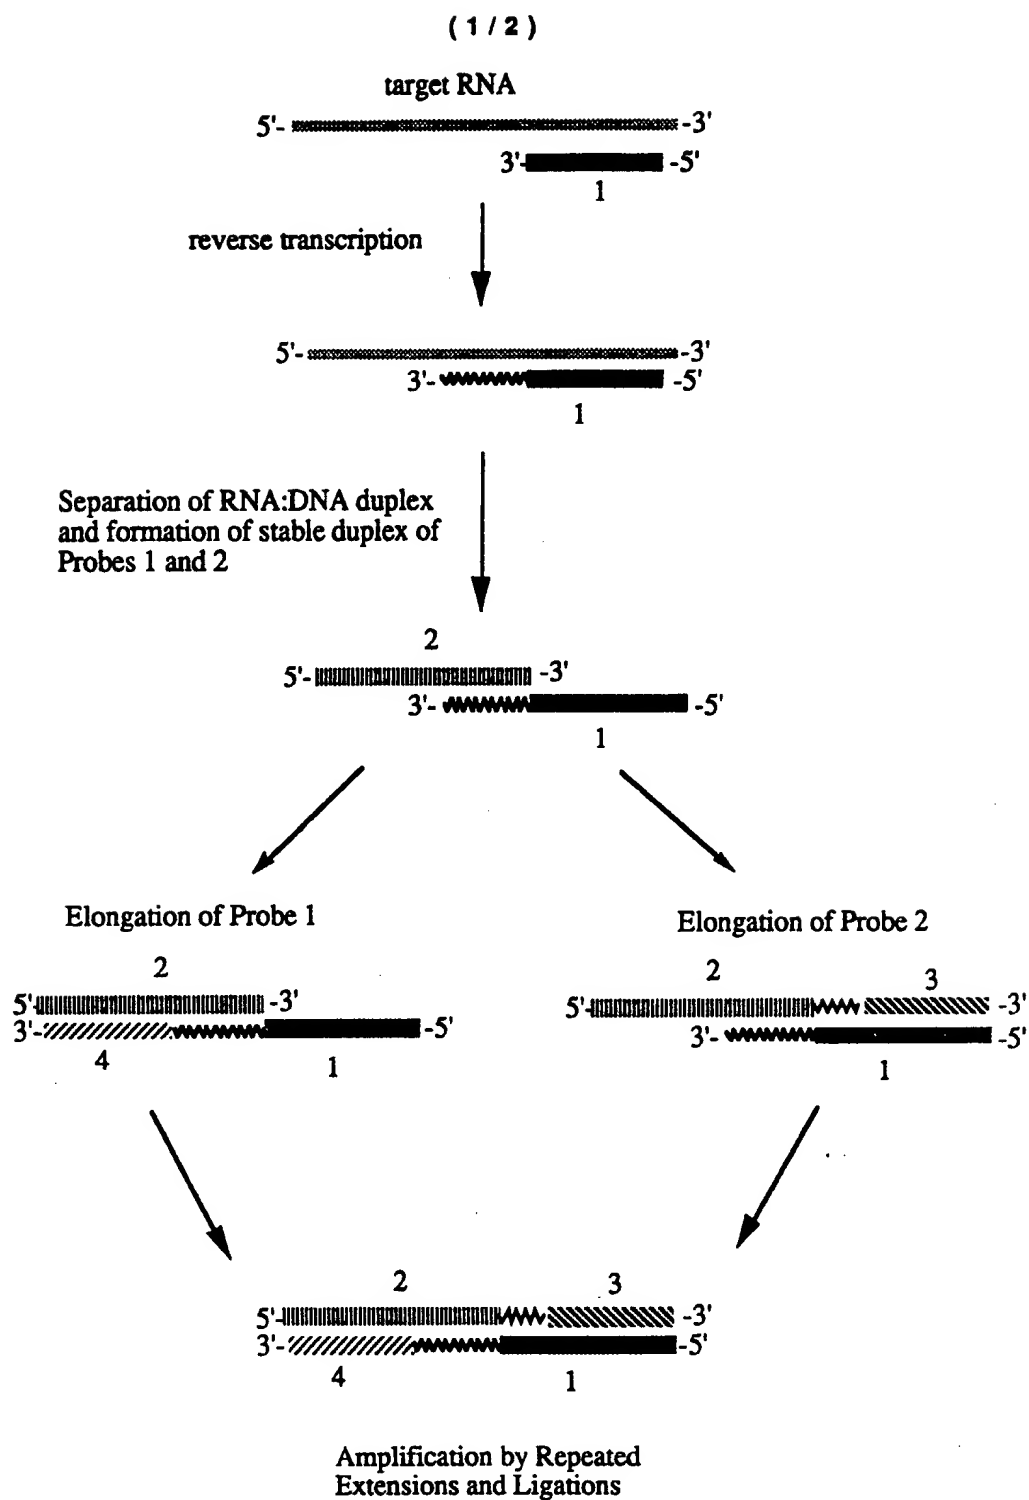 ( 1 / 2 )
target RNA
5'- -3'
3'- -5'
1
reverse transcription
5'- -3'
3'- -5'
1
Separation of RNA:DNA duplex
and formation of stable duplex of
Probes 1 and 2
2
5'- -3'
3'- -5'
1
Elongation of Probe 1
Elongation of Probe 2
2
5'- -3'
3'- -5'
4 1
2 3
5'- -3'
3'- -5'
1
2 3
5'- -3'
3'- -5'
4 1
Amplification by Repeated
Extensions and Ligations